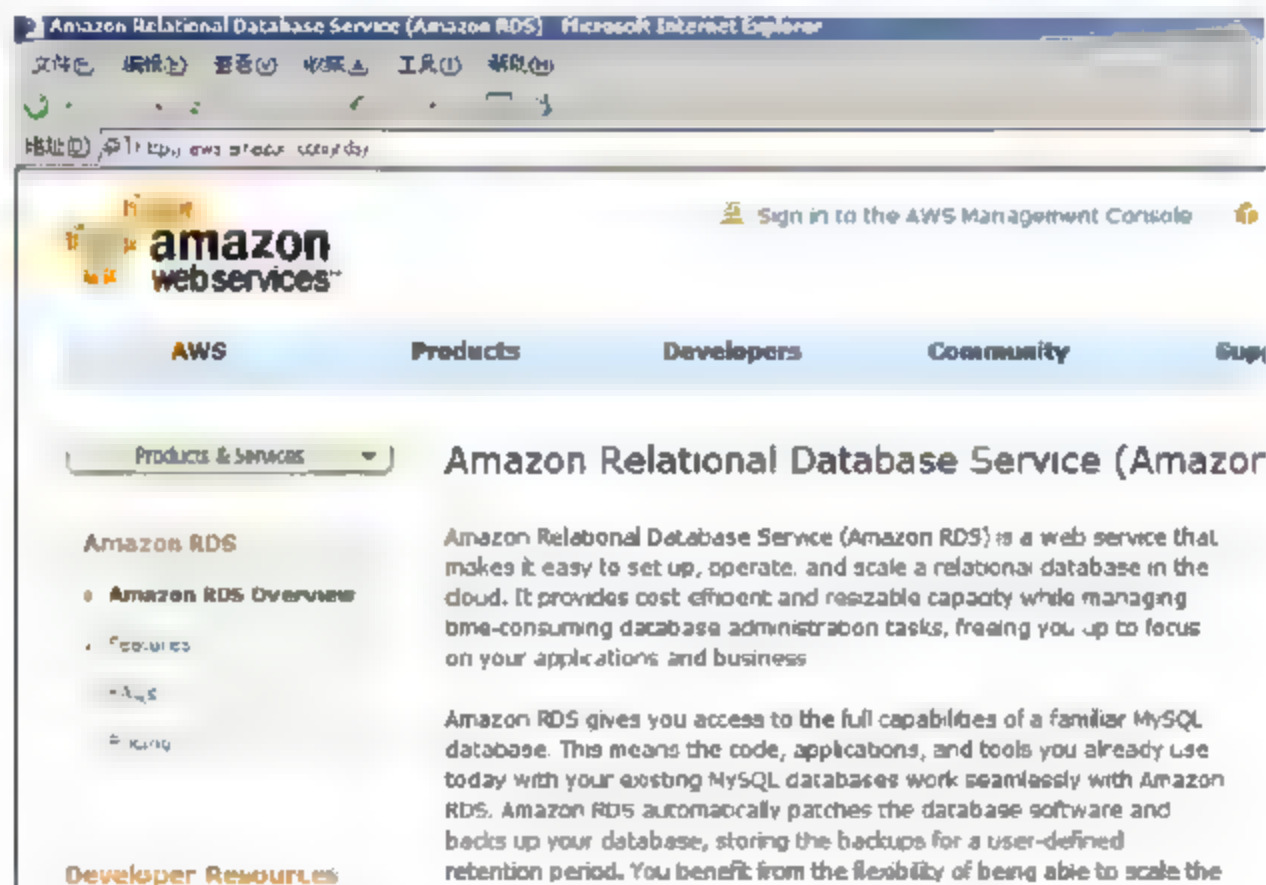 Amazon Relational Database Service (Amazon RDS) - Microsoft Internet Explorer
文件(F) 编辑(E) 查看(V) 收藏(A) 工具(T) 帮助(H)
地址(D)
Sign in to the AWS Management Console
amazon
webservices™
AWS Products Developers Community Supp
Products & Services
Amazon Relational Database Service (Amazon
Amazon RDS
Amazon RDS Overview
Features
FAQs
Pricing
Amazon Relational Database Service (Amazon RDS) is a web service that
makes it easy to set up, operate, and scale a relational database in the
cloud. It provides cost efficient and resizable capacity while managing
time-consuming database administration tasks, freeing you up to focus
on your applications and business
Amazon RDS gives you access to the full capabilities of a familiar MySQL
database. This means the code, applications, and tools you already use
today with your existing MySQL databases work seamlessly with Amazon
RDS. Amazon RDS automatically patches the database software and
backs up your database, storing the backups for a user-defined
retention period. You benefit from the flexibility of being able to scale the
Developer Resources